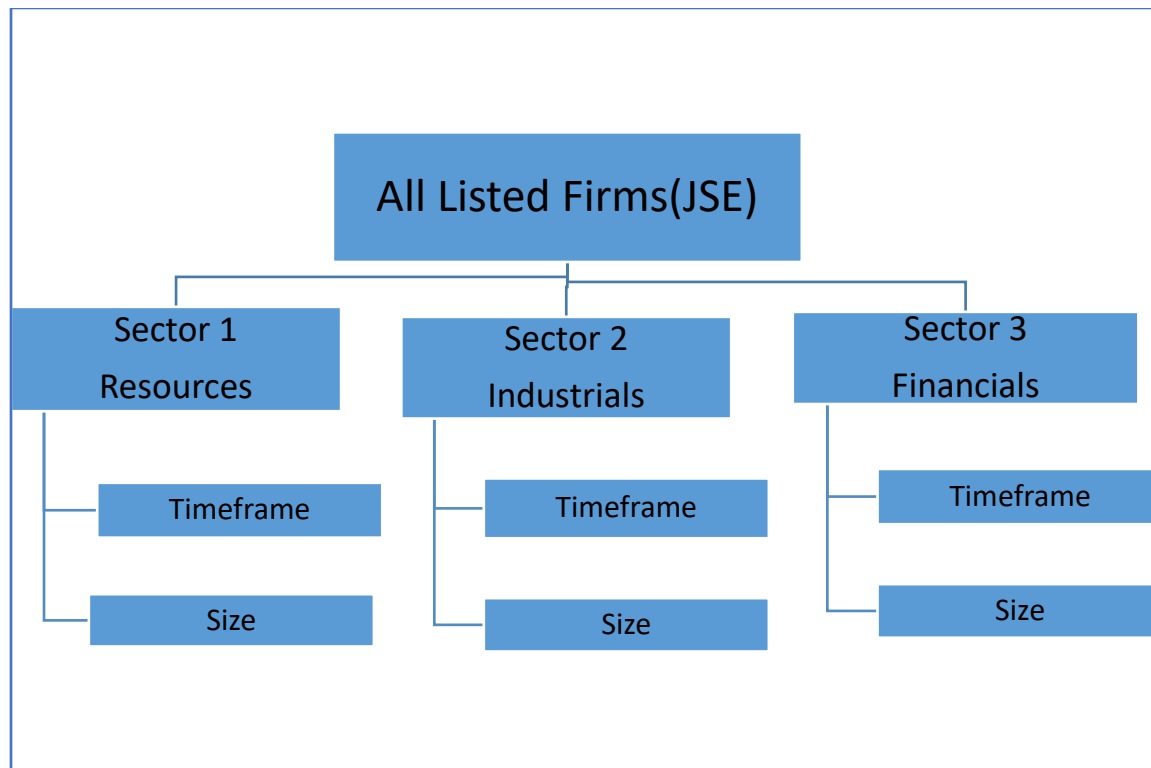 All Listed Firms(JSE)
Sector 1
Resources
Timeframe
Size
Sector 2
Industrials
Timeframe
Size
Sector 3
Financials
Timeframe
Size